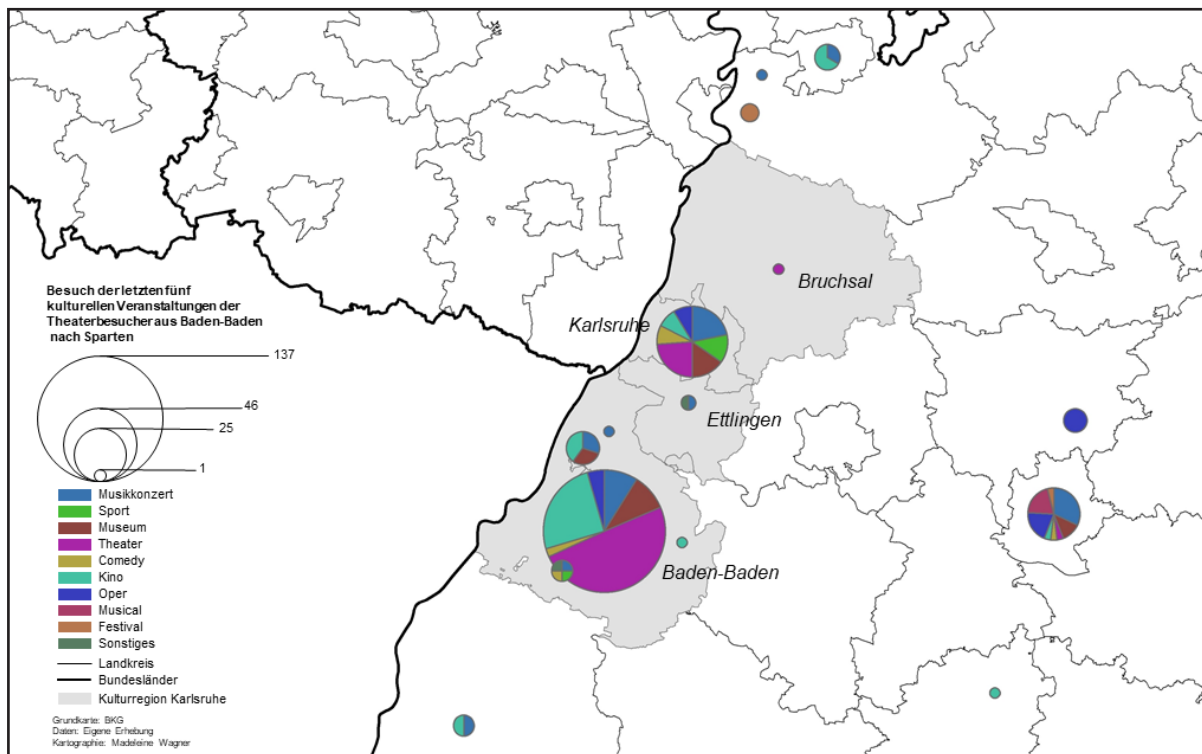 Bruchsal
Karlsruhe
Ettlingen
Baden-Baden
Besuch der letzten fünf
kulturellen Veranstaltungen der
Theaterbesucher aus Baden-Baden
nach Sparten
137
46
25
1
Musikkonzert
Sport
Museum
Theater
Comedy
Kino
Oper
Musical
Festival
Sonstiges
Landkreis
Bundesländer
Kulturregion Karlsruhe
Grundkarte: BKG
Daten: Eigene Erhebung
Kartographie: Madeleine Wagner